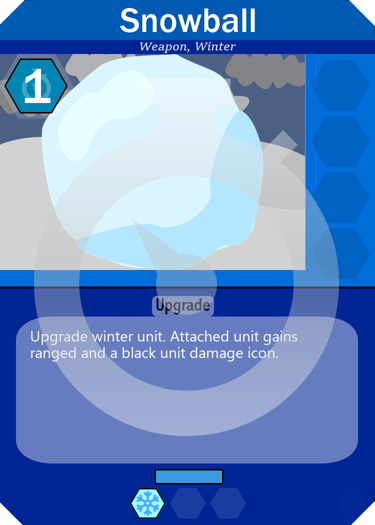 Snowball
Weapon, Winter
1
Upgrade
Upgrade winter unit. Attached unit gains
ranged and a black unit damage icon.